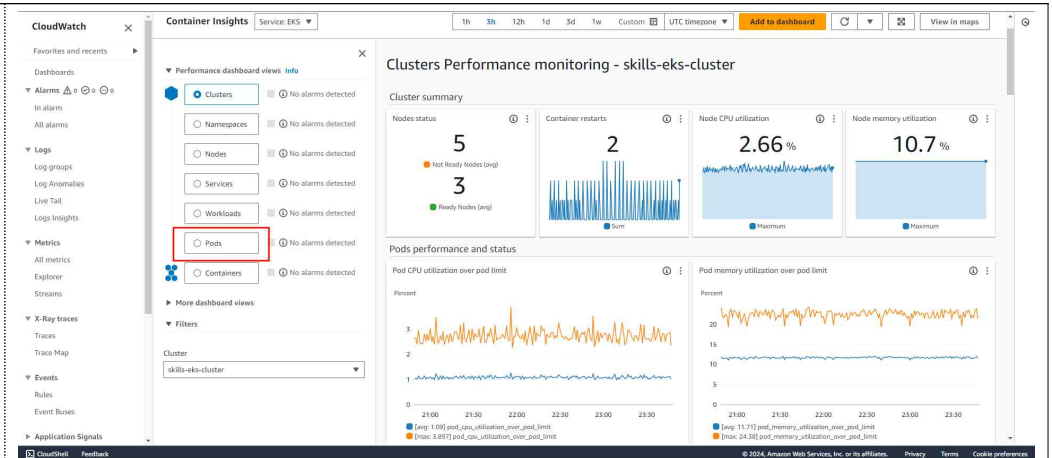 CloudWatch
Favorites and recents
Dashboards
Alarms 0 0 0
In alarm
All alarms
Logs
Log groups
Log Anomalies
Live Tail
Logs Insights
Metrics
All metrics
Explorer
Streams
X-Ray traces
Traces
Trace Map
Events
Rules
Event Buses
Application Signals
Container Insights Service: EKS
1h 3h 12h 1d 3d 1w Custom UTC timezone Add to dashboard View in maps
Performance dashboard views Info
Clusters No alarms detected
Namespaces No alarms detected
Nodes No alarms detected
Services No alarms detected
Workloads No alarms detected
Pods No alarms detected
Containers No alarms detected
More dashboard views
Filters
Cluster
skills-eks-cluster
Clusters Performance monitoring - skills-eks-cluster
Cluster summary
Nodes status
5
Not Ready Nodes (avg)
3
Ready Nodes (avg)
Container restarts
2
Sum
Node CPU utilization
2.66 %
Maximum
Node memory utilization
10.7 %
Maximum
Pods performance and status
Pod CPU utilization over pod limit
Percent
3
2
1
0
21:00 21:30 22:00 22:30 23:00 23:30
[avg: 1.09] pod_cpu_utilization_over_pod_limit
[max: 3.897] pod_cpu_utilization_over_pod_limit
Pod memory utilization over pod limit
Percent
20
15
10
5
0
21:00 21:30 22:00 22:30 23:00 23:30
[avg: 11.71] pod_memory_utilization_over_pod_limit
[max: 24.38] pod_memory_utilization_over_pod_limit
CloudShell Feedback
© 2024, Amazon Web Services, Inc. or its affiliates. Privacy Terms Cookie preferences